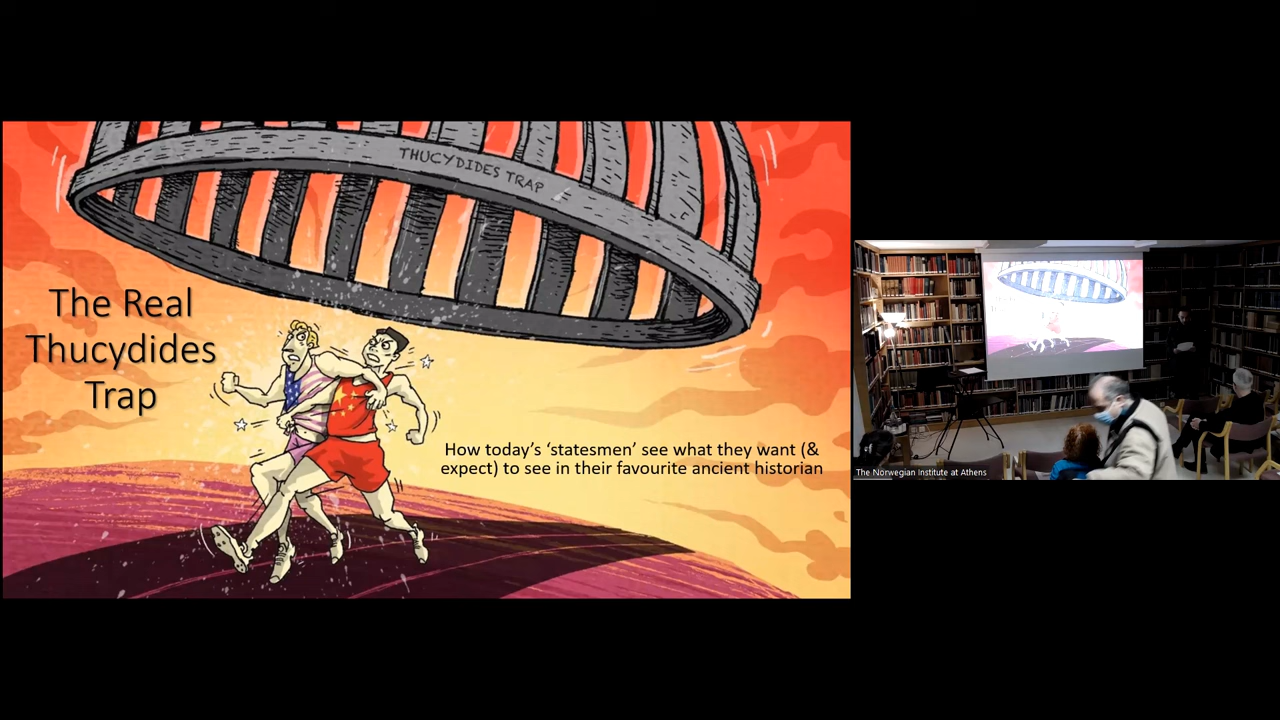 THUCYDIDES TRAP
The Real
Thucydides
Trap
How today's ‘statesmen’ see what they want (&
expect) to see in their favourite ancient historian
The Norwegian Institute at Athens